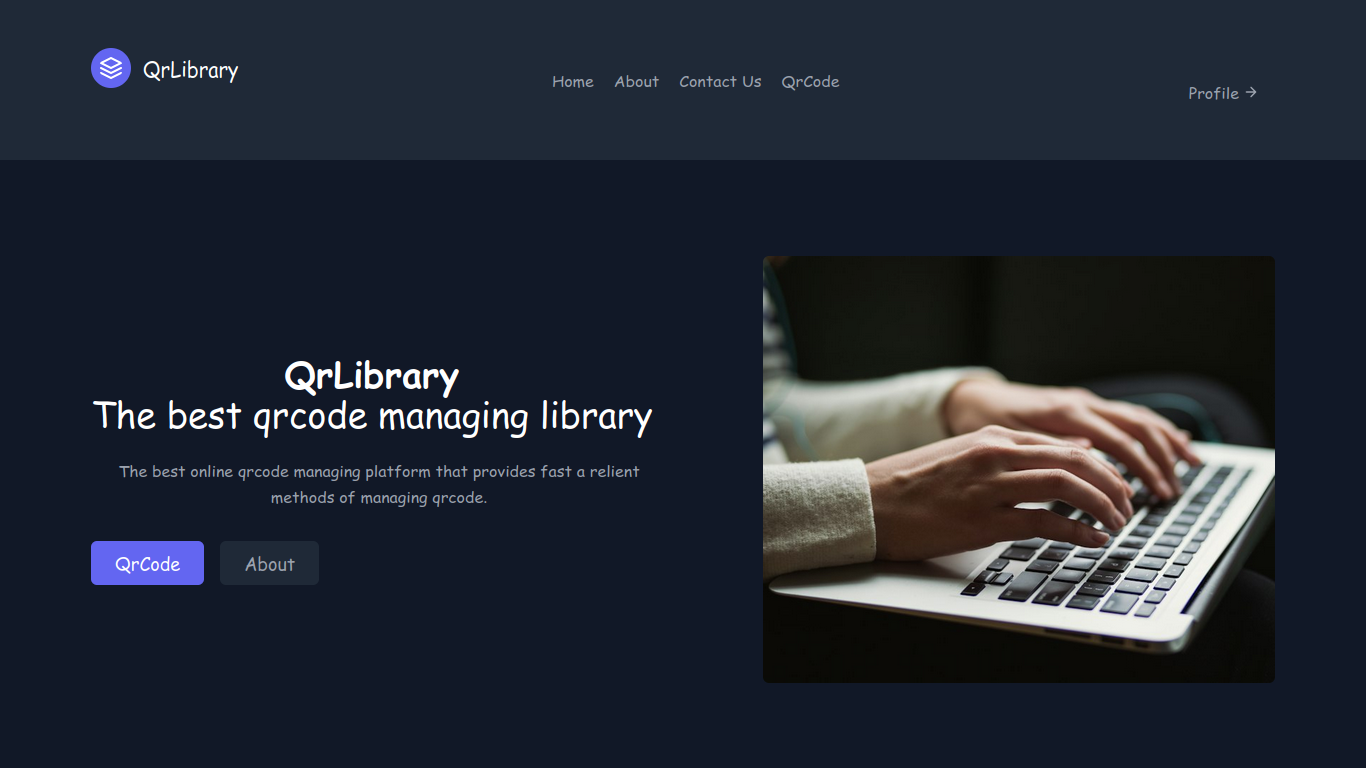 QrLibrary
Home About Contact Us QrCode
Profile →
QrLibrary
The best qrcode managing library
The best online qrcode managing platform that provides fast a relient
methods of managing qrcode.
QrCode About